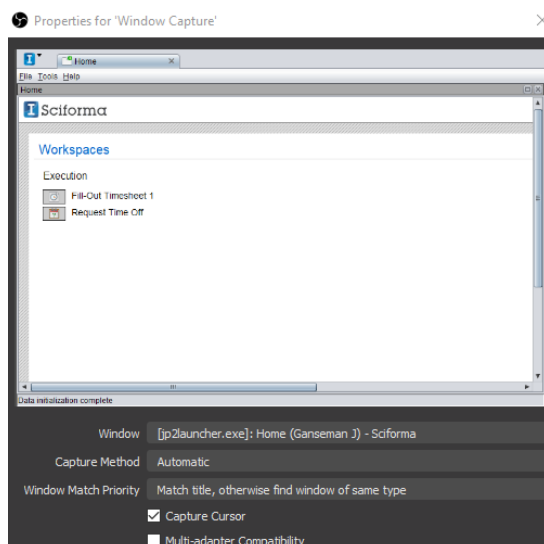 Properties for 'Window Capture'
Home
File Tools Help
Home
Sciforma
Workspaces
Execution
Fill-Out Timesheet 1
Request Time Off
Data initialization complete
Window [jp2launcher.exe]: Home (Ganseman J) - Sciforma
Capture Method Automatic
Window Match Priority Match title, otherwise find window of same type
Capture Cursor
Multi-adapter Compatibility